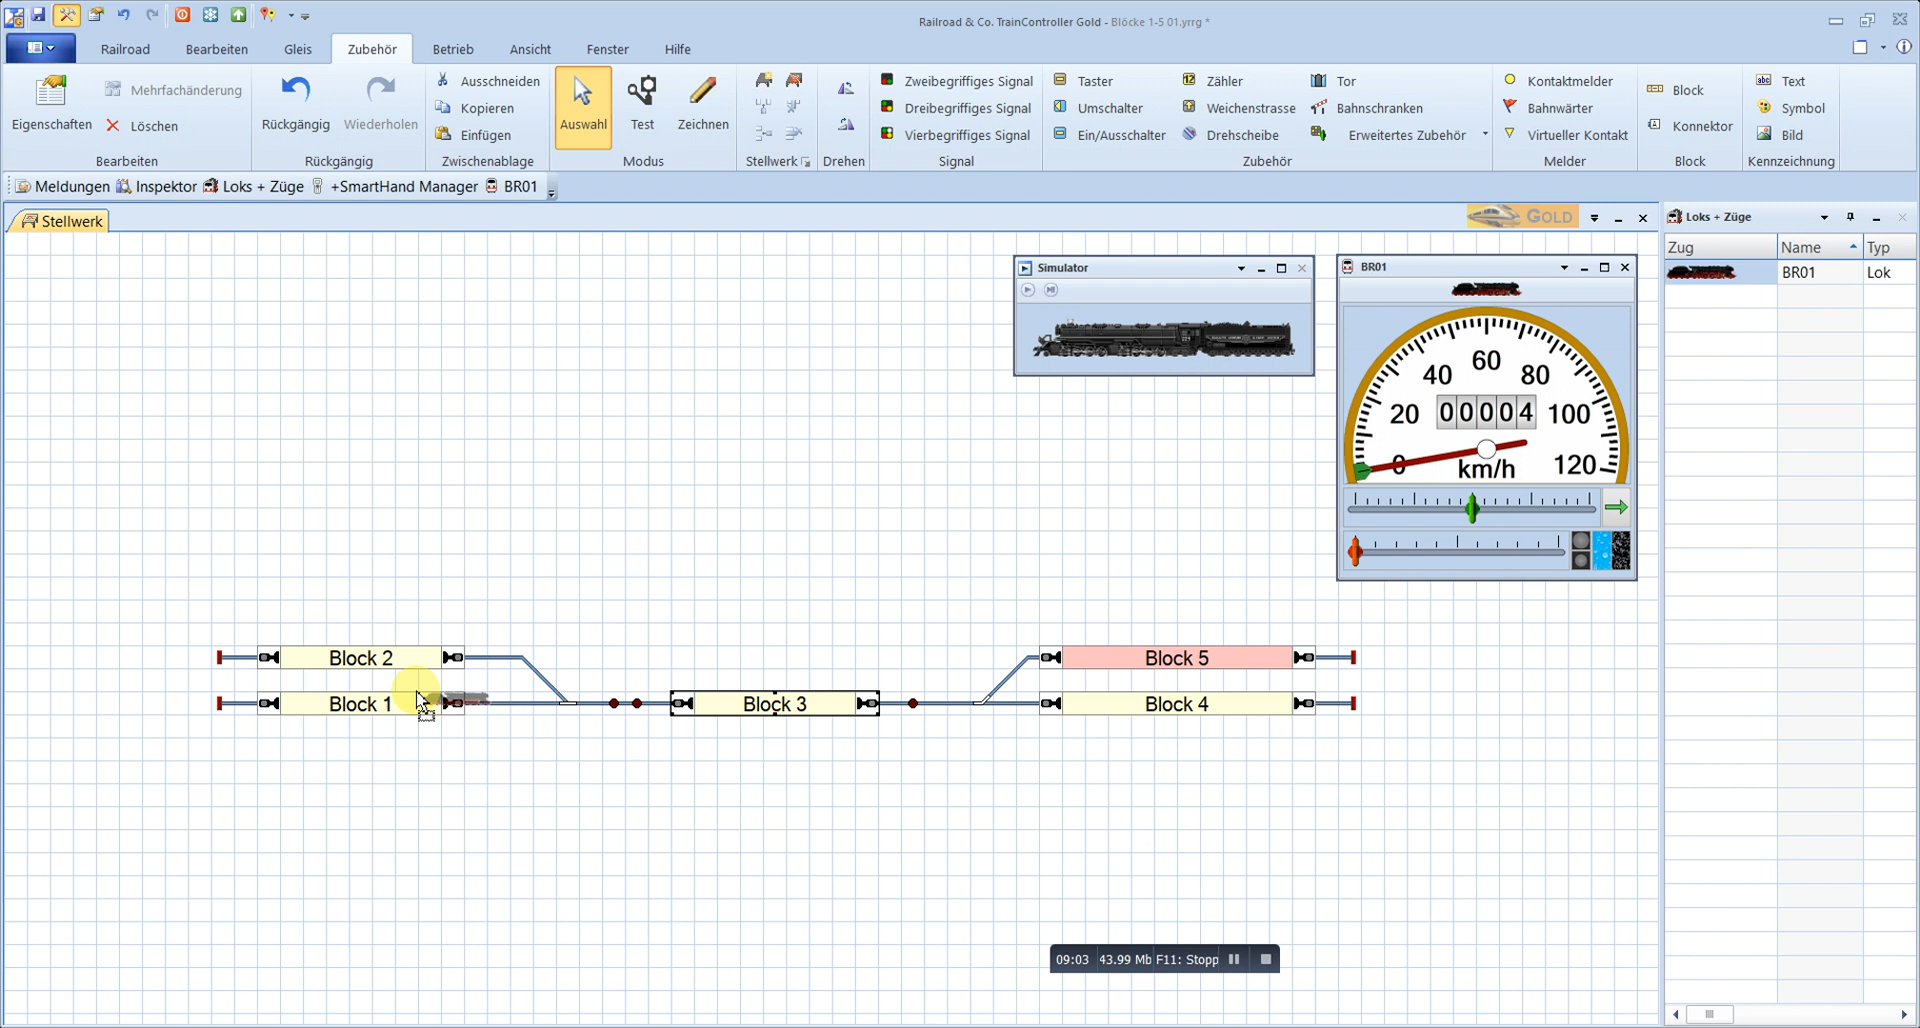 Railroad & Co. TrainController Gold - Blöcke 1-5 01.yrrg *
Railroad Bearbeiten Gleis Zubehör Betrieb Ansicht Fenster Hilfe
Eigenschaften
Mehrfachänderung
Löschen
Bearbeiten
Rückgängig
Wiederholen
Rückgängig
Ausschneiden
Kopieren
Einfügen
Zwischenablage
Auswahl
Test
Zeichnen
Modus
Stellwerk
Drehen
Zweibegriffiges Signal
Dreibegriffiges Signal
Vierbegriffiges Signal
Signal
Taster
Umschalter
Ein/Ausschalter
Zähler
Weichenstrasse
Drehscheibe
Tor
Bahnschranken
Erweitertes Zubehör
Zubehör
Kontaktmelder
Bahnwärter
Virtueller Kontakt
Melder
Block
Konnektor
Block
Text
Symbol
Bild
Kennzeichnung
Meldungen Inspektor Loks + Züge +SmartHand Manager BR01
Stellwerk
GOLD
Loks + Züge
Zug Name Typ
BR01 Lok
Simulator
BR01
0 20 40 60 80 100 120
00004
km/h
Block 2
Block 5
Block 1
Block 3
Block 4
09:03 43.99 Mb F11: Stopp